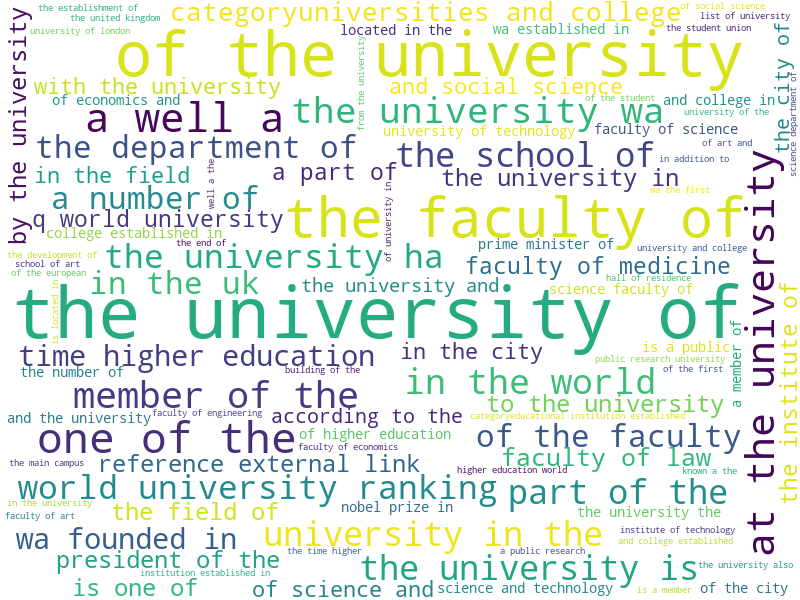 the establishment of
categoryuniversities and college
of social science
the united kingdom
list of university
university of london
located in the
wa established in
the student union
of the university
by the university
from the university
the city of
science department of
with the university
and social science
of economics and
of the student
and college in
a well a
the university wa
university of the
university of technology
faculty of science
the department of
the school of
of art and
in addition to
in the field
a part of
the university in
well a the
a number of
of university in
wa the first
q world university
the faculty of
college established in
the end of
prime minister of
university and college
the development of
the university ha
school of art
faculty of medicine
of the european
in the uk
hall of residence
the university and
science faculty of
is located in
the university of
at the university
the institute of
a member of
time higher education
in the city
is a public
public research university
the number of
building of the
of the first
member of the
in the world
to the university
and the university
faculty of engineering
according to the
categoryeducational institution established
one of the
of higher education
of the faculty
faculty of economics
faculty of law
the main campus
reference external link
higher education world
known a the
world university ranking
part of the
in the university
the field of
nobel prize in
the university the
faculty of art
wa founded in
university in the
institute of technology
and college established
president of the
the time higher
a public research
the university is
the university also
institution established in
is one of
of science and
science and technology
is a member
of the city